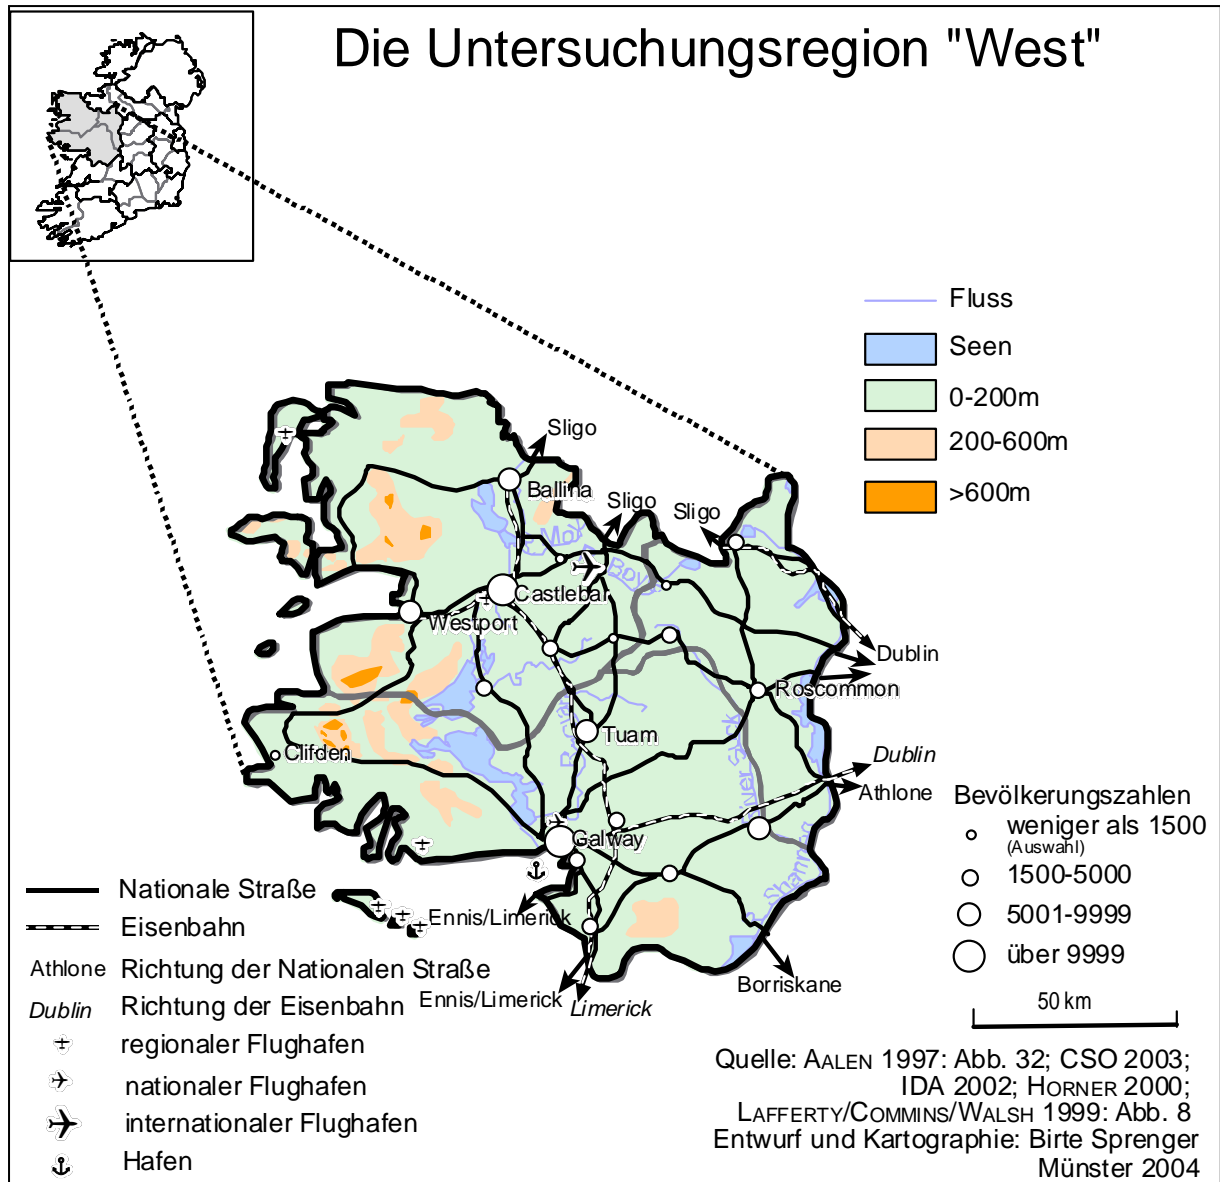 Die Untersuchungsregion "West"
Fluss
Seen
0-200m
200-600m
>600m
Sligo
Ballina
Sligo
Sligo
Moy
Boy
Castlebar
Westport
Dublin
Roscommon
Tuam
Clifden
Dublin
Athlone
Galway
Shannon
Ennis/Limerick
Ennis/Limerick
Limerick
Borriskane
Bevölkerungszahlen
weniger als 1500
(Auswahl)
1500-5000
5001-9999
über 9999
50 km
Nationale Straße
Eisenbahn
Athlone Richtung der Nationalen Straße
Dublin Richtung der Eisenbahn
regionaler Flughafen
nationaler Flughafen
internationaler Flughafen
Hafen
Quelle: AALEN 1997: Abb. 32; CSO 2003;
IDA 2002; HORNER 2000;
LAFFERTY/COMMINS/WALSH 1999: Abb. 8
Entwurf und Kartographie: Birte Sprenger
Münster 2004